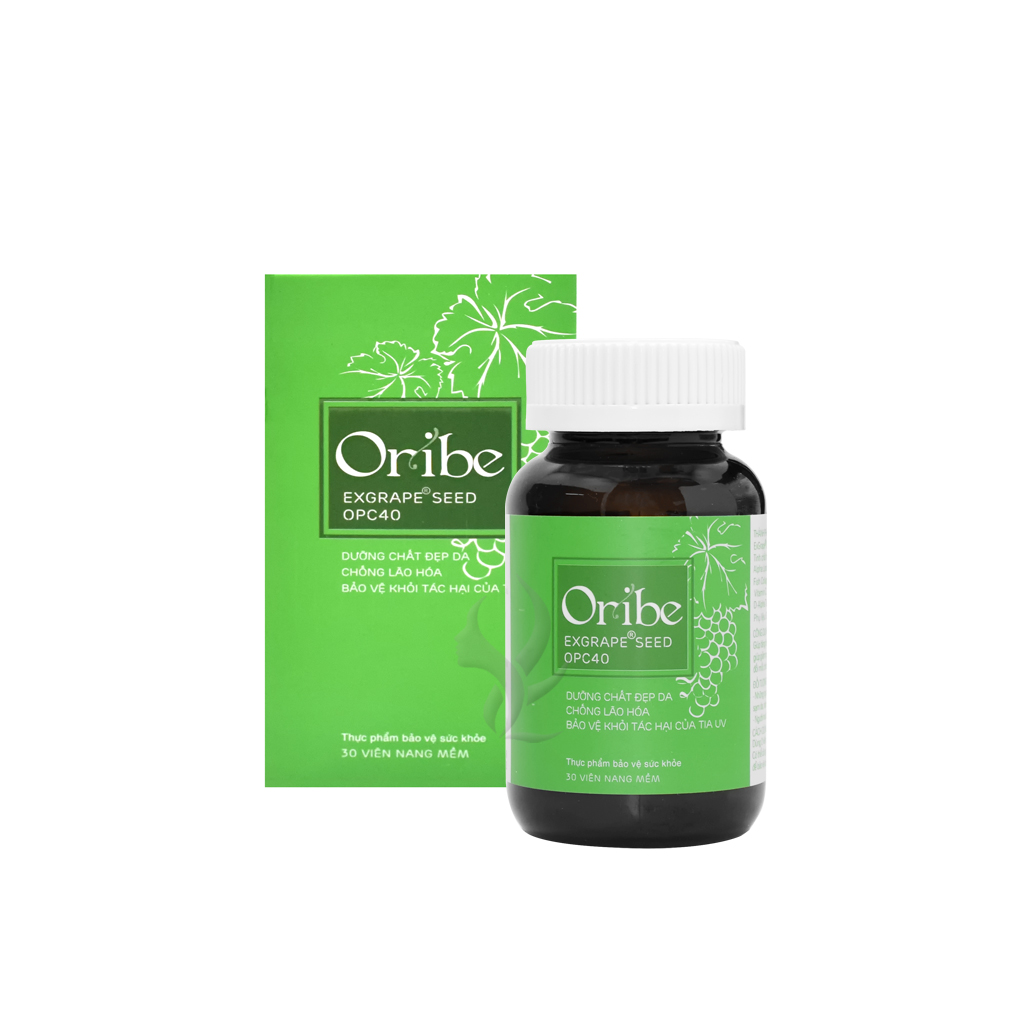 Oribe
EXGRAPE® SEED
OPC40
DƯỠNG CHẤT ĐẸP DA
CHỐNG LÃO HÓA
BẢO VỆ KHỎI TÁC HẠI CỦA
Thực phẩm bảo vệ sức khỏe
30 VIÊN NANG MỀM
Oribe
EXGRAPE® SEED
OPC40
DƯỠNG CHẤT ĐẸP DA
CHỐNG LÃO HÓA
BẢO VỆ KHỎI TÁC HẠI CỦA TIA UV
Thực phẩm bảo vệ sức khỏe
30 VIÊN NANG MỀM